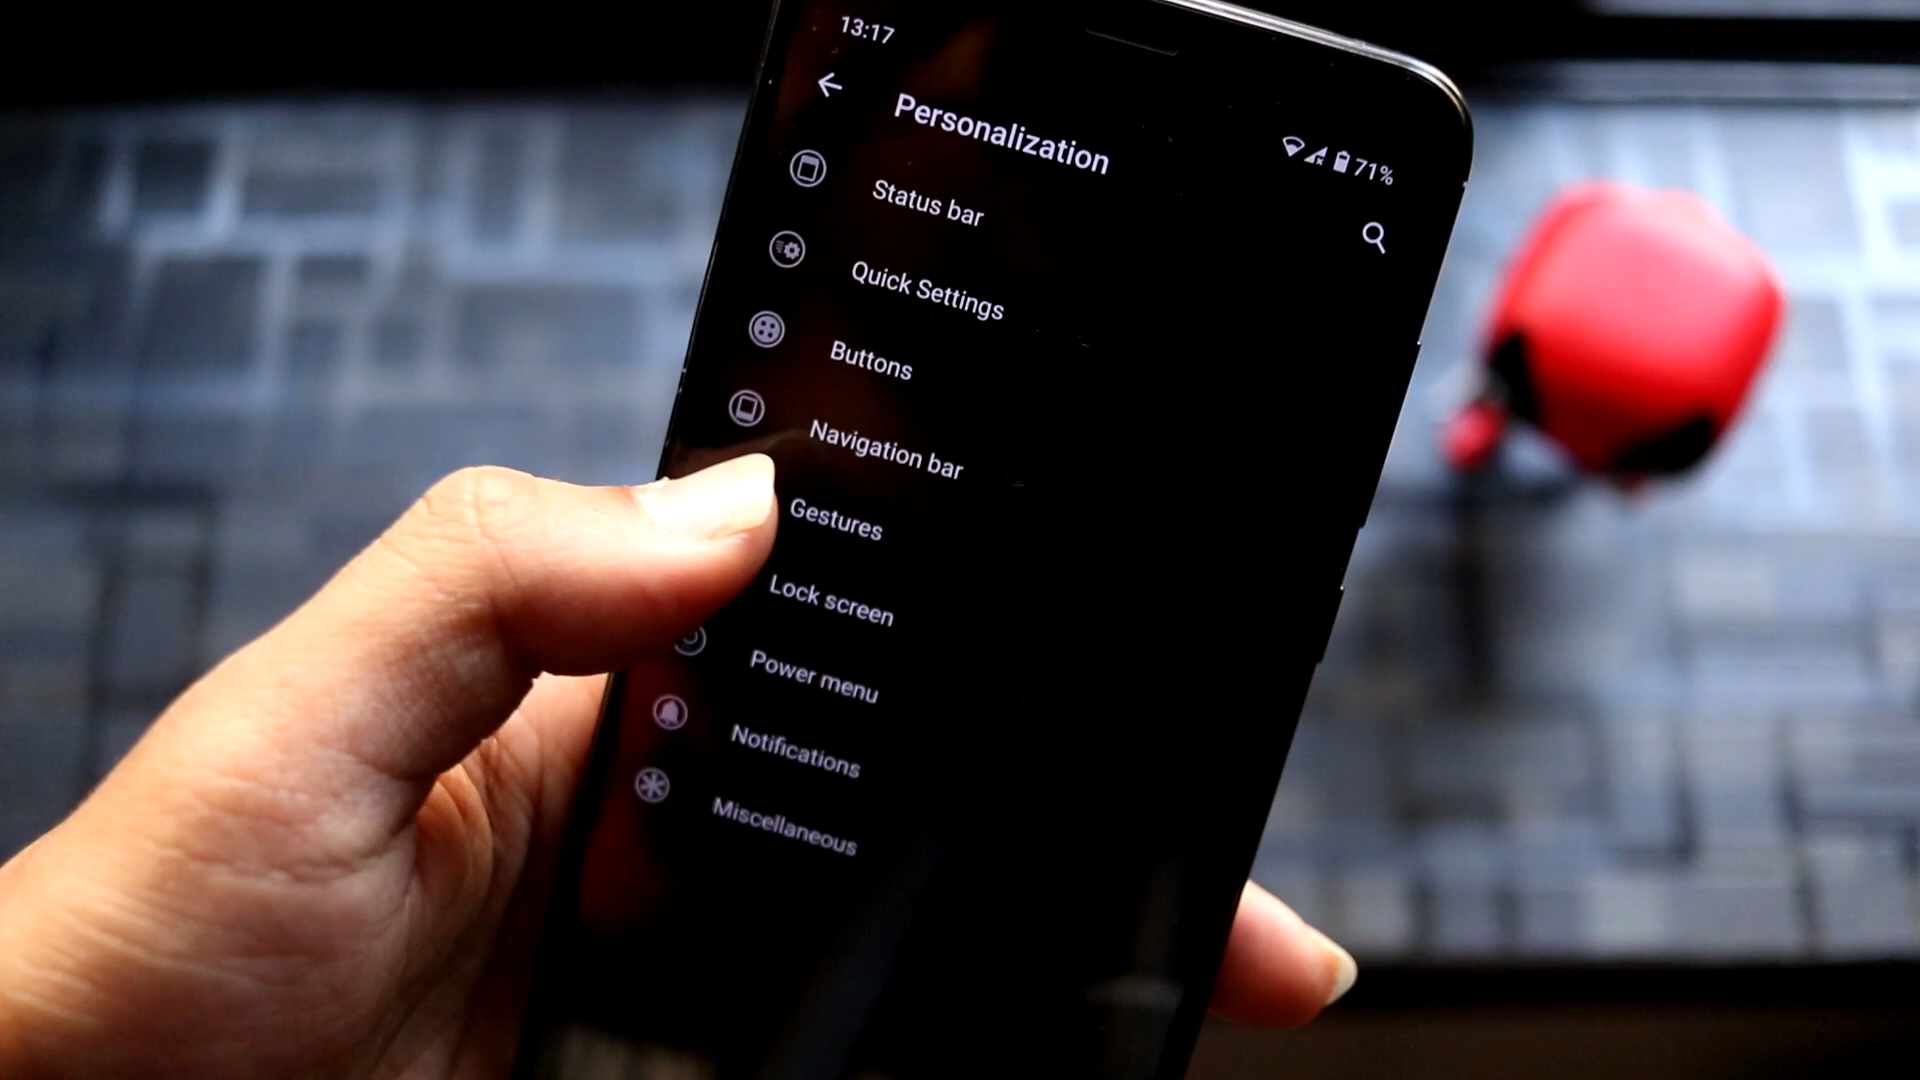 13:17
71%
Personalization
Status bar
Quick Settings
Buttons
Navigation bar
Gestures
Lock screen
Power menu
Notifications
Miscellaneous